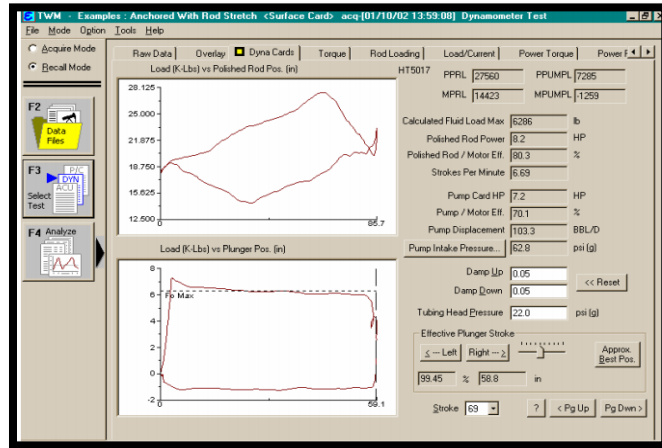 TWM - Examples : Anchored With Rod Stretch <Surface Card> acq-[01/10/02 13:59:08] Dynamometer Test
File Mode Option Tools Help
Acquire Mode
Recall Mode
F2
Data
Files
F3
P/C
DYN
ACU
Select
Test
F4 Analyze
Raw Data Overlay Dyna Cards Torque Rod Loading Load/Current Power Torque Power
Load (K-Lbs) vs Polished Rod Pos. (in)
28.125
25.000
21.875
18.750
15.625
12.500
0 85.7
Load (K-Lbs) vs Plunger Pos. (in)
8
6
4
2
0
-2
Fo Max
0 59.1
HT5017
PPRL 27560 PPUMPL 7285
MPRL 14423 MPUMPL -1259
Calculated Fluid Load Max 6286 lb
Polished Rod Power 8.2 HP
Polished Rod / Motor Eff. 80.3 %
Strokes Per Minute 6.69
Pump Card HP 7.2 HP
Pump / Motor Eff. 70.1 %
Pump Displacement 103.3 BBL/D
Pump Intake Pressure... 62.8 psi (g)
Damp Up 0.05
Damp Down 0.05
<< Reset
Tubing Head Pressure 22.0 psi (g)
Effective Plunger Stroke
< -- Left Right -- >
Approx.
Best Pos.
99.45 % 58.8 in
Stroke 69 ? < Pg Up Pg Dwn >